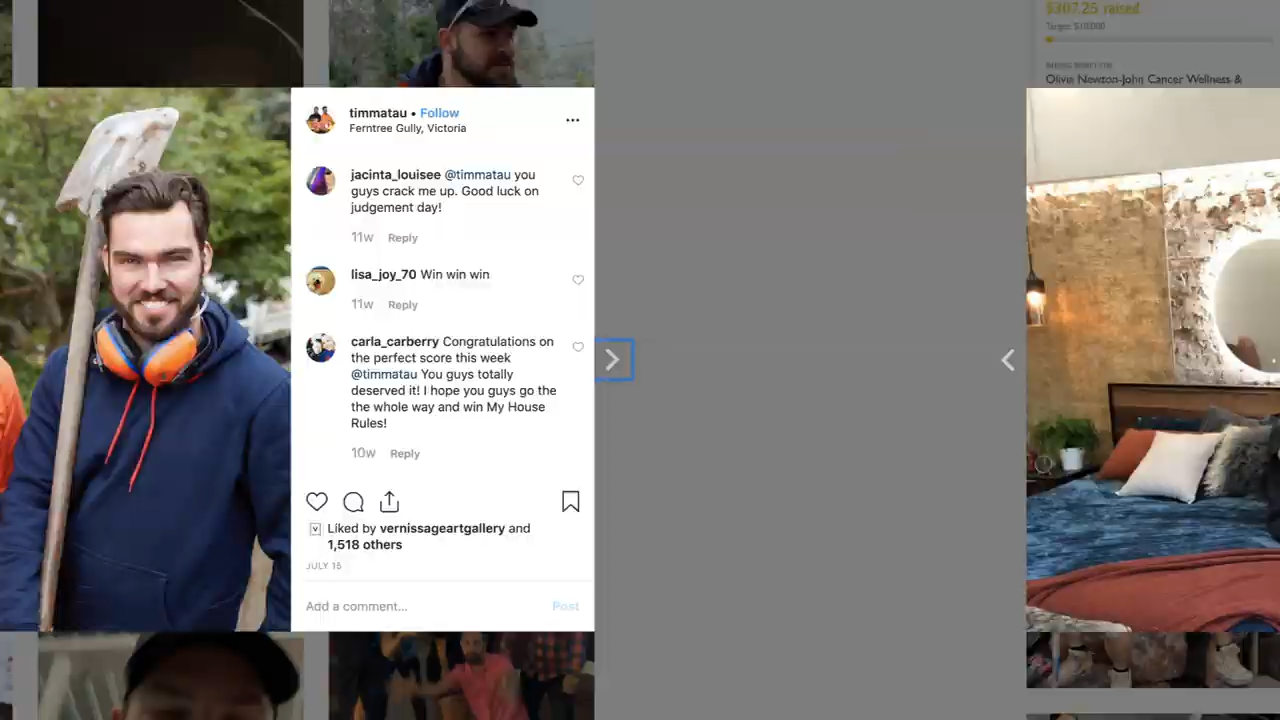 $307.25 raised
Target: $10,000
Olivia Newton-John Cancer Wellness &
timmatau • Follow
Ferntree Gully, Victoria
jacinta_louisee @timmatau you
guys crack me up. Good luck on
judgement day!
11w Reply
lisa_joy_70 Win win win
11w Reply
carla_carberry Congratulations on
the perfect score this week
@timmatau You guys totally
deserved it! I hope you guys go the
the whole way and win My House
Rules!
10w Reply
Liked by vernissageartgallery and
1,518 others
JULY 16
Add a comment... Post